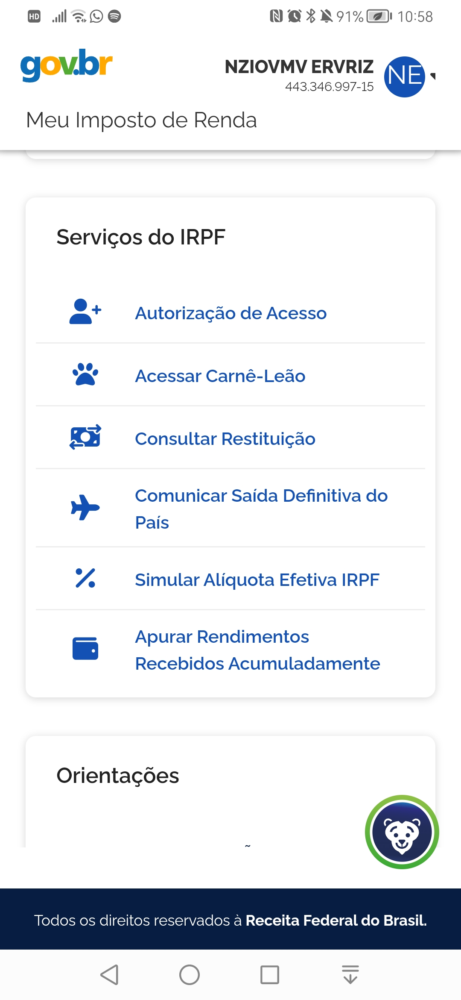 HD 91% 10:58
gov.br
NZIOVMV ERVRIZ
443.346.997-15
NE
Meu Imposto de Renda
Serviços do IRPF
Autorização de Acesso
Acessar Carnê-Leão
Consultar Restituição
Comunicar Saída Definitiva do
País
Simular Alíquota Efetiva IRPF
Apurar Rendimentos
Recebidos Acumuladamente
Orientações
Todos os direitos reservados à Receita Federal do Brasil.